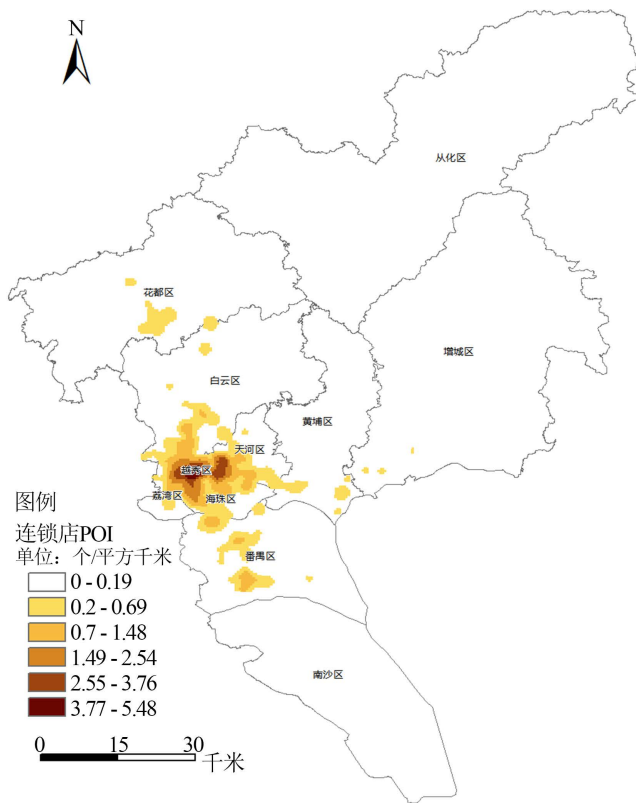 N
从化区
花都区
增城区
白云区
黄埔区
天河区
越秀区
荔湾区
海珠区
番禺区
南沙区
图例
连锁店POI
单位：个/平方千米
0 - 0.19
0.2 - 0.69
0.7 - 1.48
1.49 - 2.54
2.55 - 3.76
3.77 - 5.48
0 15 30
千米